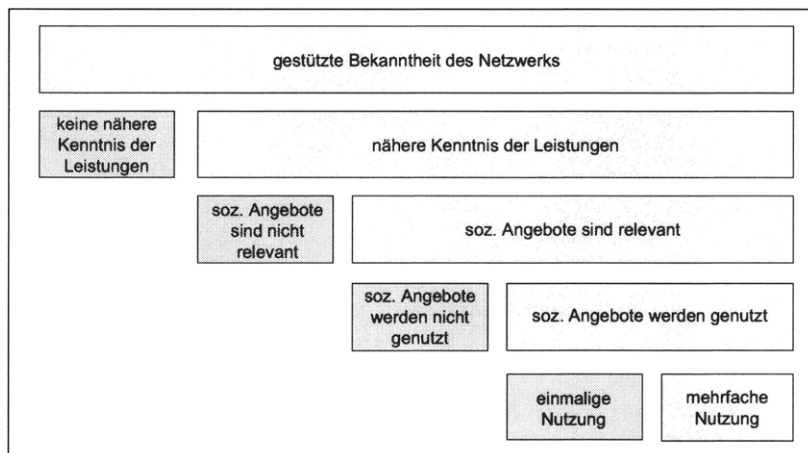 gestützte Bekanntheit des Netzwerks
keine nähere
Kenntnis der
Leistungen
nähere Kenntnis der Leistungen
soz. Angebote
sind nicht
relevant
soz. Angebote sind relevant
soz. Angebote
werden nicht
genutzt
soz. Angebote werden genutzt
einmalige
Nutzung
mehrfache
Nutzung